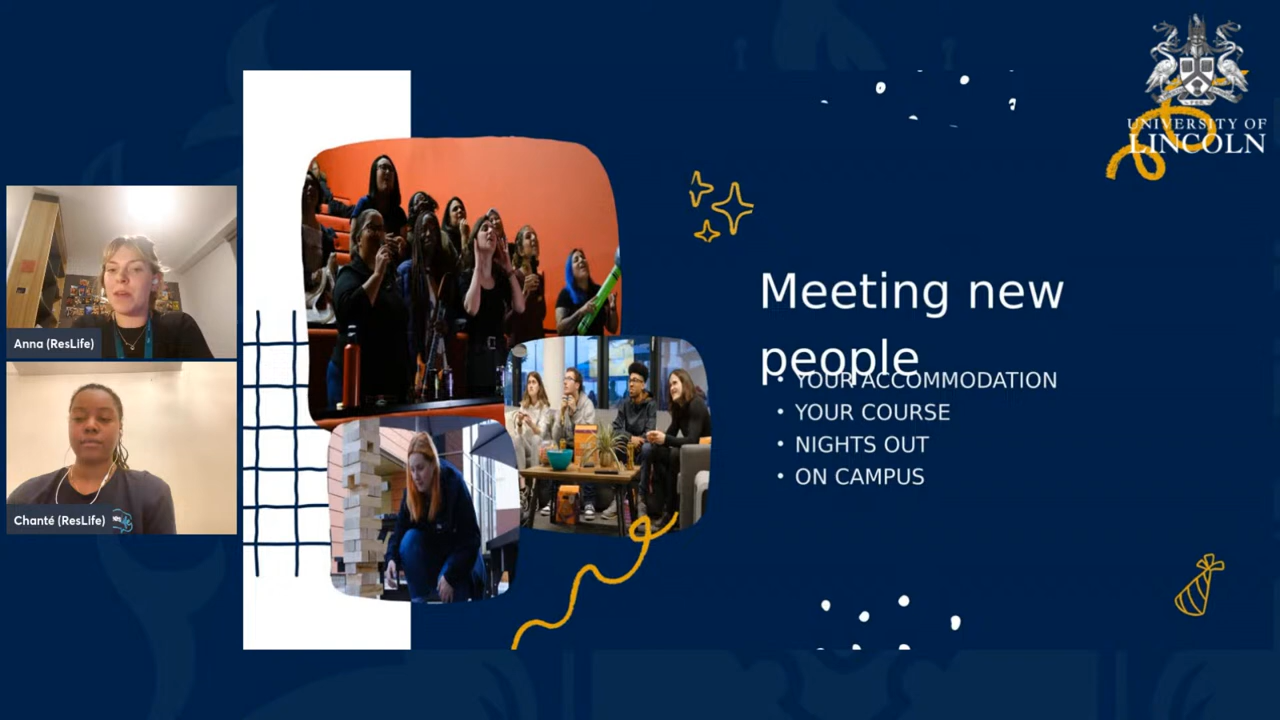 UNIVERSITY OF
LINCOLN
Meeting new
people
• YOUR ACCOMMODATION
• YOUR COURSE
• NIGHTS OUT
• ON CAMPUS
Anna (ResLife)
Chanté (ResLife)